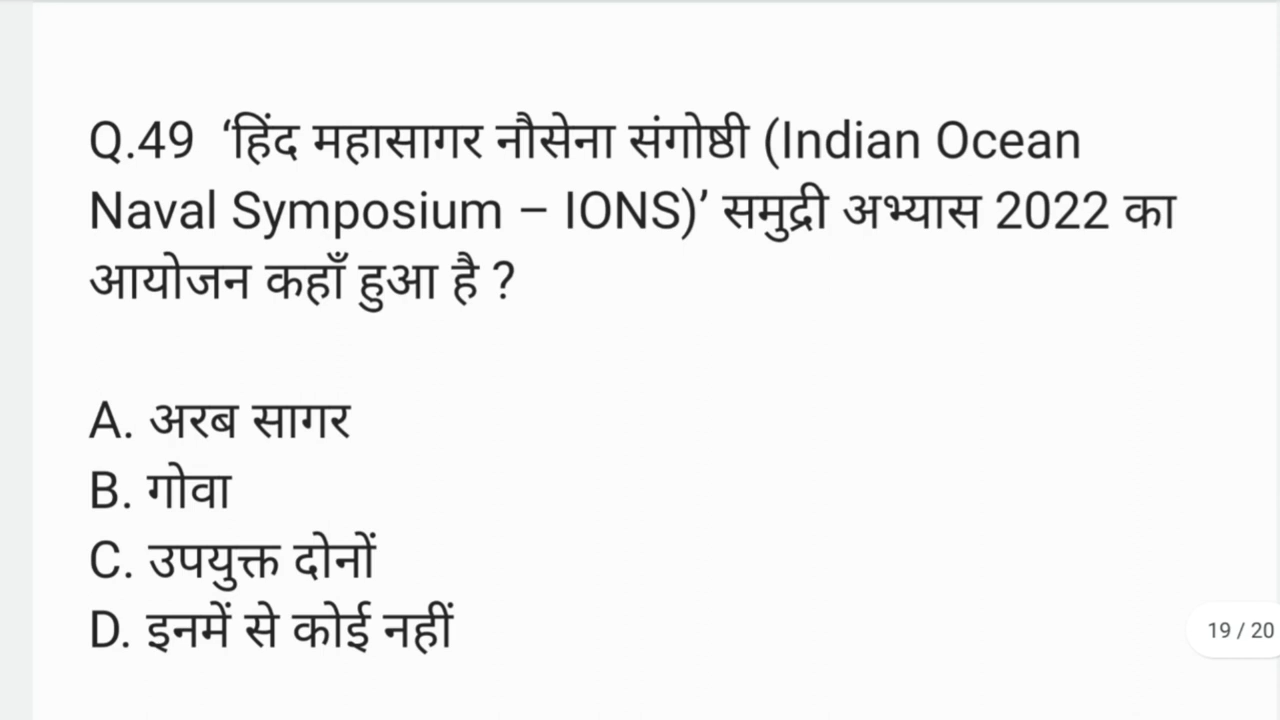 Q.49 ‘हिंद महासागर नौसेना संगोष्ठी (Indian Ocean
Naval Symposium – IONS)’ समुद्री अभ्यास 2022 का
आयोजन कहाँ हुआ है ?
A. अरब सागर
B. गोवा
C. उपयुक्त दोनों
D. इनमें से कोई नहीं
19 / 20